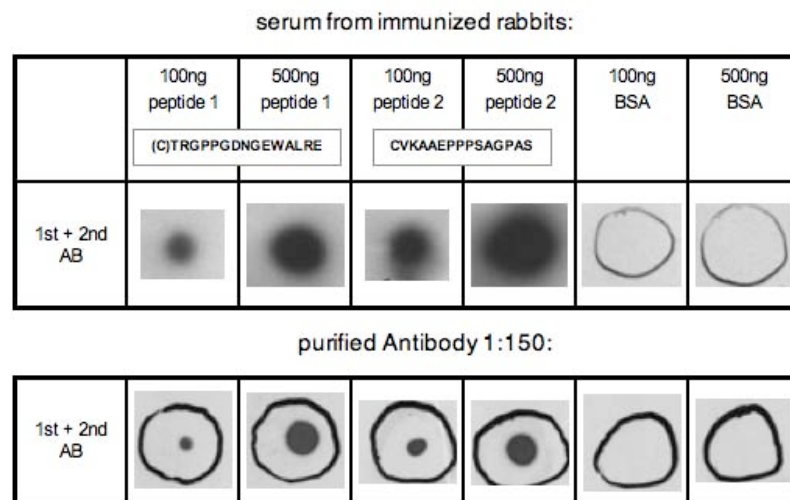 serum from immunized rabbits:
100ng peptide 1
500ng peptide 1
100ng peptide 2
500ng peptide 2
100ng BSA
500ng BSA
(C)TRGPPGDNGEWALRE
CVKAAEPPPSAGPAS
1st + 2nd
AB
purified Antibody 1:150:
1st + 2nd
AB